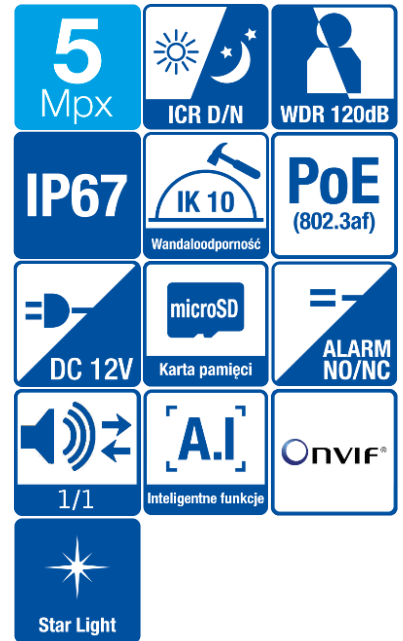 5
Mpx
ICR D/N
WDR 120dB
IP67
IK 10
Wandaloodporność
PoE
(802.3af)
DC 12V
microSD
Karta pamięci
ALARM
NO/NC
1/1
[A.I]
Inteligentne funkcje
ONVIF®
Star Light